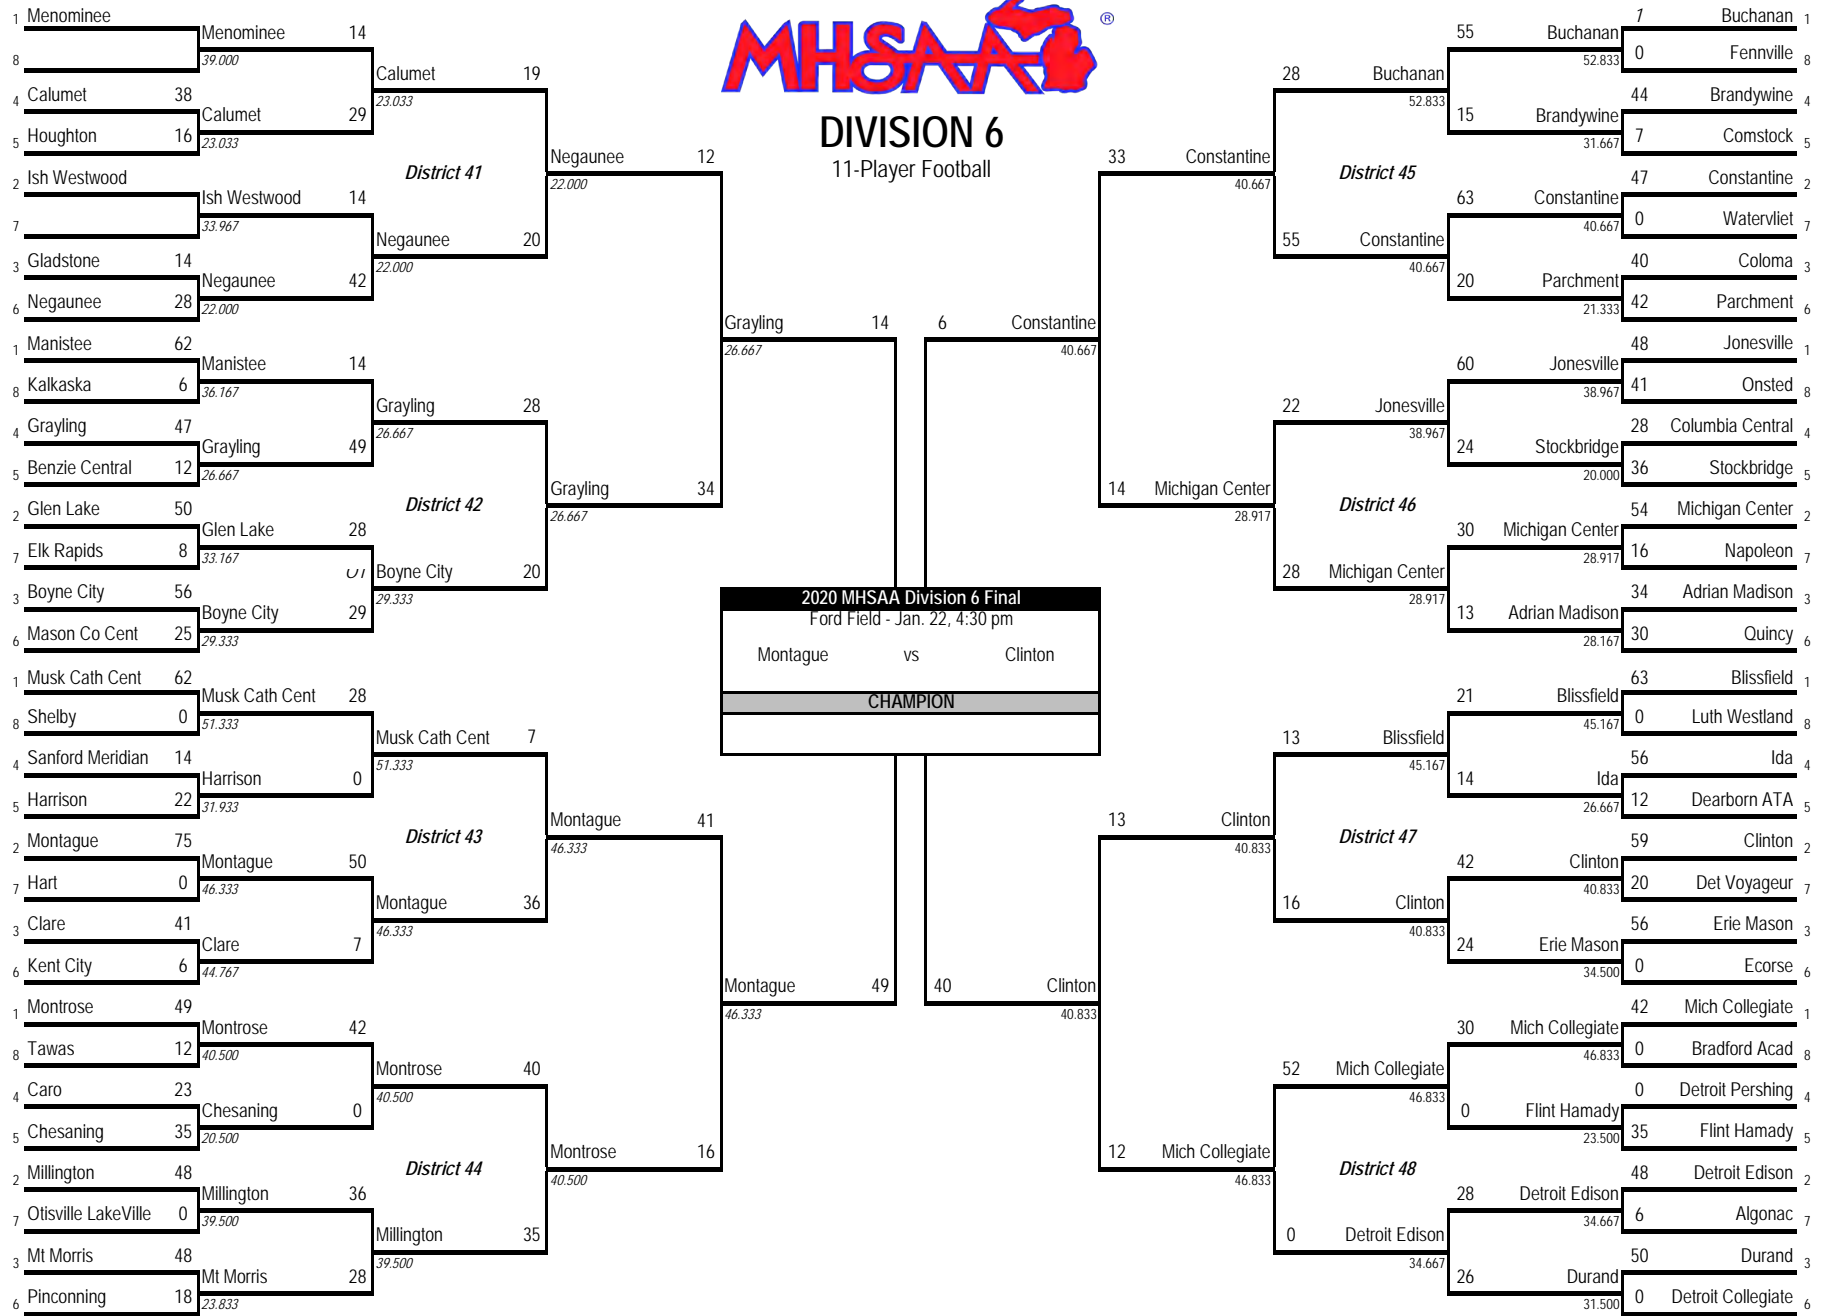 MHSAA ®
DIVISION 6
11-Player Football
1 Menominee
8
4 Calumet 38
5 Houghton 16
2 Ish Westwood
7
3 Gladstone 14
6 Negaunee 28
1 Manistee 62
8 Kalkaska 6
4 Grayling 47
5 Benzie Central 12
2 Glen Lake 50
7 Elk Rapids 8
3 Boyne City 56
6 Mason Co Cent 25
1 Musk Cath Cent 62
8 Shelby 0
4 Sanford Meridian 14
5 Harrison 22
2 Montague 75
7 Hart 0
3 Clare 41
6 Kent City 6
1 Montrose 49
8 Tawas 12
4 Caro 23
5 Chesaning 35
2 Millington 48
7 Otisville LakeVille 0
3 Mt Morris 48
6 Pinconning 18
Menominee 14
39.000
Calumet 29
23.033
Ish Westwood 14
33.967
Negaunee 42
22.000
Manistee 14
36.167
Grayling 49
26.667
Glen Lake 28
33.167
Boyne City 29
29.333
Musk Cath Cent 28
51.333
Harrison 0
31.933
Montague 50
46.333
Clare 7
44.767
Montrose 42
40.500
Chesaning 0
20.500
Millington 36
39.500
Mt Morris 28
23.833
Calumet 19
23.033
District 41
Negaunee 20
22.000
Grayling 28
26.667
District 42
Boyne City 20
29.333
Musk Cath Cent 7
51.333
District 43
Montague 36
46.333
Montrose 40
40.500
District 44
Millington 35
39.500
Negaunee 12
22.000
Grayling 34
26.667
Montague 41
46.333
Montrose 16
40.500
Grayling 14
26.667
Montague 49
46.333
2020 MHSAA Division 6 Final
Ford Field - Jan. 22, 4:30 pm
Montague vs Clinton
CHAMPION
6 Constantine
40.667
40 Clinton
40.833
33 Constantine
40.667
14 Michigan Center
28.917
13 Clinton
40.833
12 Mich Collegiate
46.833
28 Buchanan
52.833
District 45
55 Constantine
40.667
22 Jonesville
38.967
District 46
28 Michigan Center
28.917
13 Blissfield
45.167
District 47
16 Clinton
40.833
52 Mich Collegiate
46.833
District 48
0 Detroit Edison
34.667
55 Buchanan
52.833
15 Brandywine
31.667
63 Constantine
40.667
20 Parchment
21.333
60 Jonesville
38.967
24 Stockbridge
20.000
30 Michigan Center
28.917
13 Adrian Madison
28.167
21 Blissfield
45.167
14 Ida
26.667
42 Clinton
40.833
24 Erie Mason
34.500
30 Mich Collegiate
46.833
0 Flint Hamady
23.500
28 Detroit Edison
34.667
26 Durand
31.500
1 Buchanan 1
0 Fennville 8
44 Brandywine 4
7 Comstock 5
47 Constantine 2
0 Watervliet 7
40 Coloma 3
42 Parchment 6
48 Jonesville 1
41 Onsted 8
28 Columbia Central 4
36 Stockbridge 5
54 Michigan Center 2
16 Napoleon 7
34 Adrian Madison 3
30 Quincy 6
63 Blissfield 1
0 Luth Westland 8
56 Ida 4
12 Dearborn ATA 5
59 Clinton 2
20 Det Voyageur 7
56 Erie Mason 3
0 Ecorse 6
42 Mich Collegiate 1
0 Bradford Acad 8
0 Detroit Pershing 4
35 Flint Hamady 5
48 Detroit Edison 2
6 Algonac 7
50 Durand 3
0 Detroit Collegiate 6